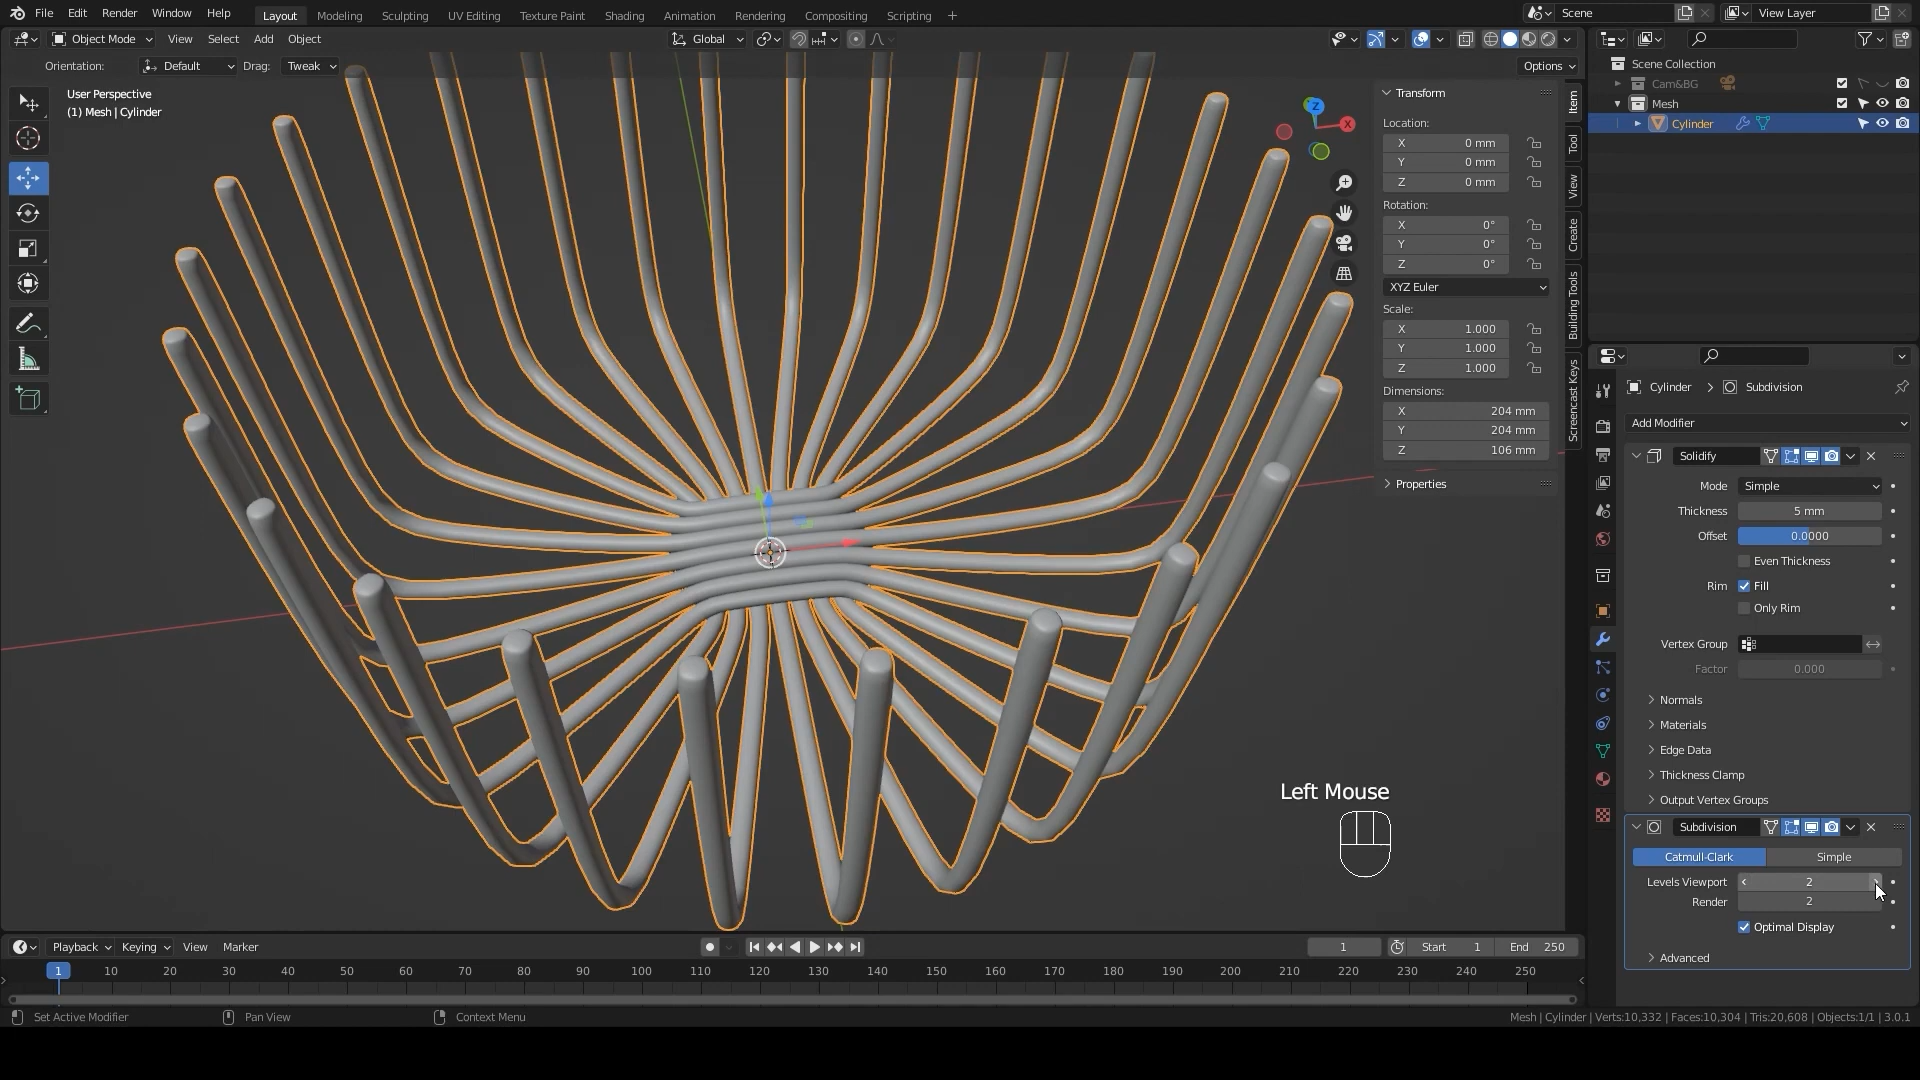 File Edit Render Window Help Layout Modeling Sculpting UV Editing Texture Paint Shading Animation Rendering Compositing Scripting + Scene View Layer
Object Mode View Select Add Object Global
Orientation: Default Drag: Tweak Options
User Perspective
(1) Mesh | Cylinder
Z
X
Transform
Location:
X 0 mm
Y 0 mm
Z 0 mm
Rotation:
X 0°
Y 0°
Z 0°
XYZ Euler
Scale:
X 1.000
Y 1.000
Z 1.000
Dimensions:
X 204 mm
Y 204 mm
Z 106 mm
Properties
Item
Tool
View
Create
Building Tools
Screencast Keys
Scene Collection
Cam&BG
Mesh
Cylinder
Cylinder > Subdivision
Add Modifier
Solidify
Mode Simple
Thickness 5 mm
Offset 0.0000
Even Thickness
Rim Fill
Only Rim
Vertex Group
Factor 0.000
Normals
Materials
Edge Data
Thickness Clamp
Output Vertex Groups
Subdivision
Catmull-Clark Simple
Levels Viewport 2
Render 2
Optimal Display
Advanced
Left Mouse
Playback Keying View Marker 1 Start 1 End 250
1 10 20 30 40 50 60 70 80 90 100 110 120 130 140 150 160 170 180 190 200 210 220 230 240 250
Set Active Modifier Pan View Context Menu Mesh | Cylinder | Verts:10,332 | Faces:10,304 | Tris:20,608 | Objects:1/1 | 3.0.1